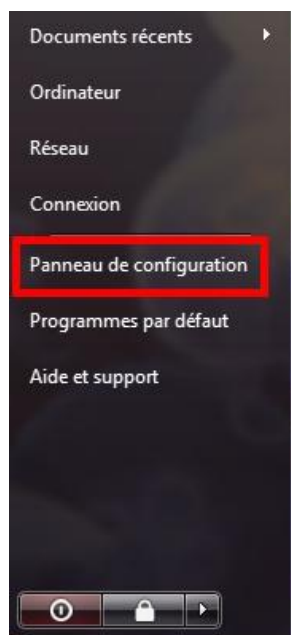 Documents récents
Ordinateur
Réseau
Connexion
Panneau de configuration
Programmes par défaut
Aide et support